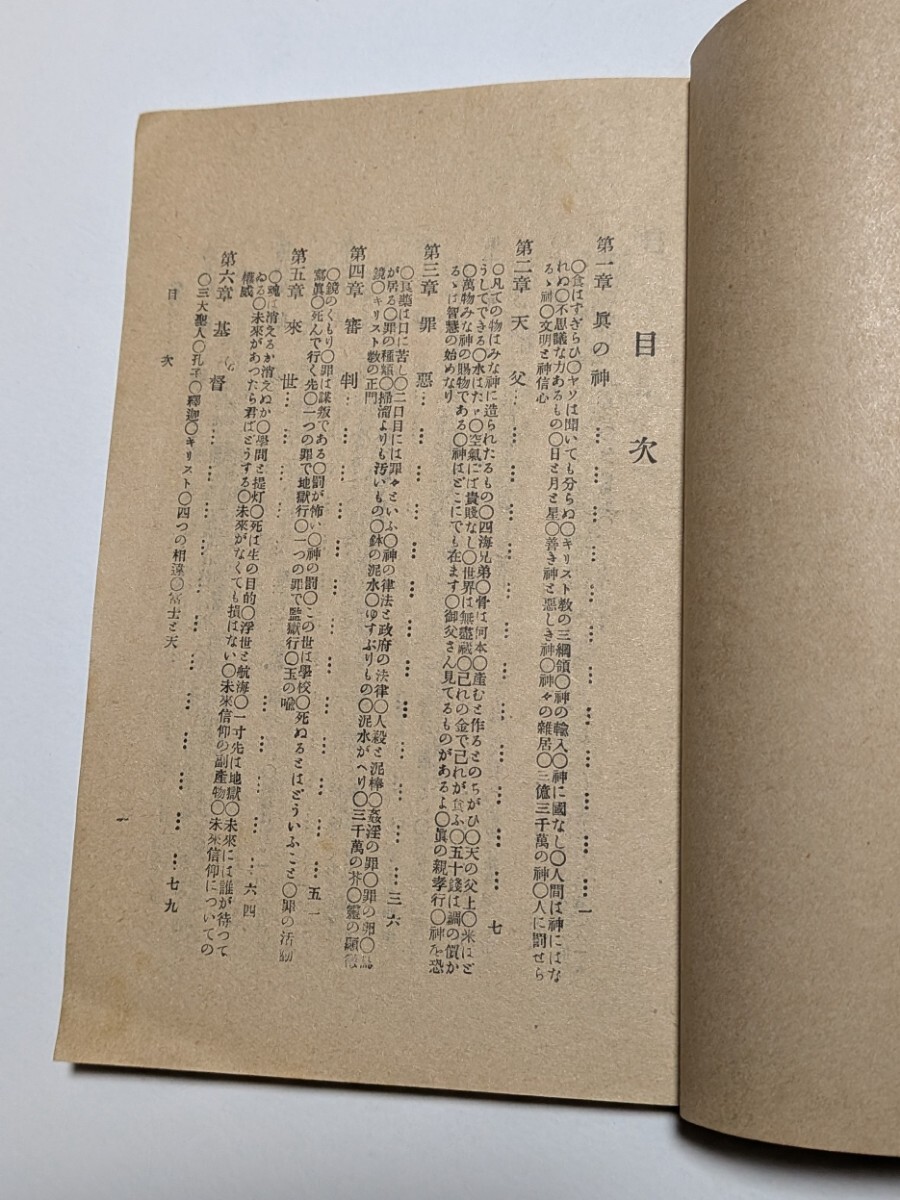 目次
第一章 眞の神………………一
○食はずぎらひ○ヤソは聞いても分らぬ○キリスト教の三綱領○神の輸入○神に國なし○人間は神にはな
れぬ○不思議な力あるもの○日と月と星○善き神と惡しき神○神々の雜居○三億三千萬の神○人に罰せら
るゝ神○文明と神信心
第二章 天父………………七
○凡ての物はみな神に造られたるもの○四海兄弟○骨は何本○産むと作るとのちがひ○天の父上○米はど
うしてできる○水はたゞ○空氣には貴賤なし○世界は無盡藏○己れの金で己れが食ふ○五十錢は鯛の價か
○萬物みな神の賜物である○神はどこにでも在ます○御父さん見てるものがあるよ○眞の親孝行○神を恐
るゝは智慧の始めなり
第三章 罪惡………………三六
○良藥は口に苦し○二口目には罪々といふ○神の律法と政府の法律○人殺と泥棒○姦淫の罪○罪の卵○鳥
が居る○罪の種類○掃溜よりも汚いもの○鉢の泥水○ゆすぶりもの○泥水がへり○三千萬の芥○靈の顯微
鏡○キリスト教の正門
第四章 審判………………五一
○鏡のくもり○罪は謀叛である○罰が怖い○神の罰○この世は學校○死ぬるとはどういふこと○罪の活動
寫眞○死んで行く先○一つの罪で地獄行○一つの罪で監獄行○玉の喩
第五章 來世………………六四
○魂は消えるか消えぬか○學問と提灯○死は生の目的○浮世と航海○一寸先は地獄○未來には誰が待つて
ゐる○未來があつたら君はどうする○未來がなくても損はない○未來信仰の副產物○未來信仰についての
權威
第六章 基督………………七九
○三大聖人○孔子○釋迦○キリスト○四つの相違○富士と天
目次
一